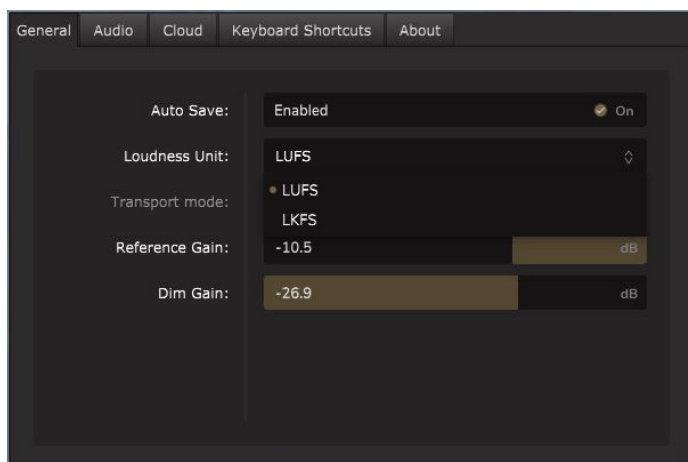 General Audio Cloud Keyboard Shortcuts About
Auto Save: Enabled On
Loudness Unit: LUFS
LUFS
Transport mode:
LKFS
Reference Gain: -10.5 dB
Dim Gain: -26.9 dB